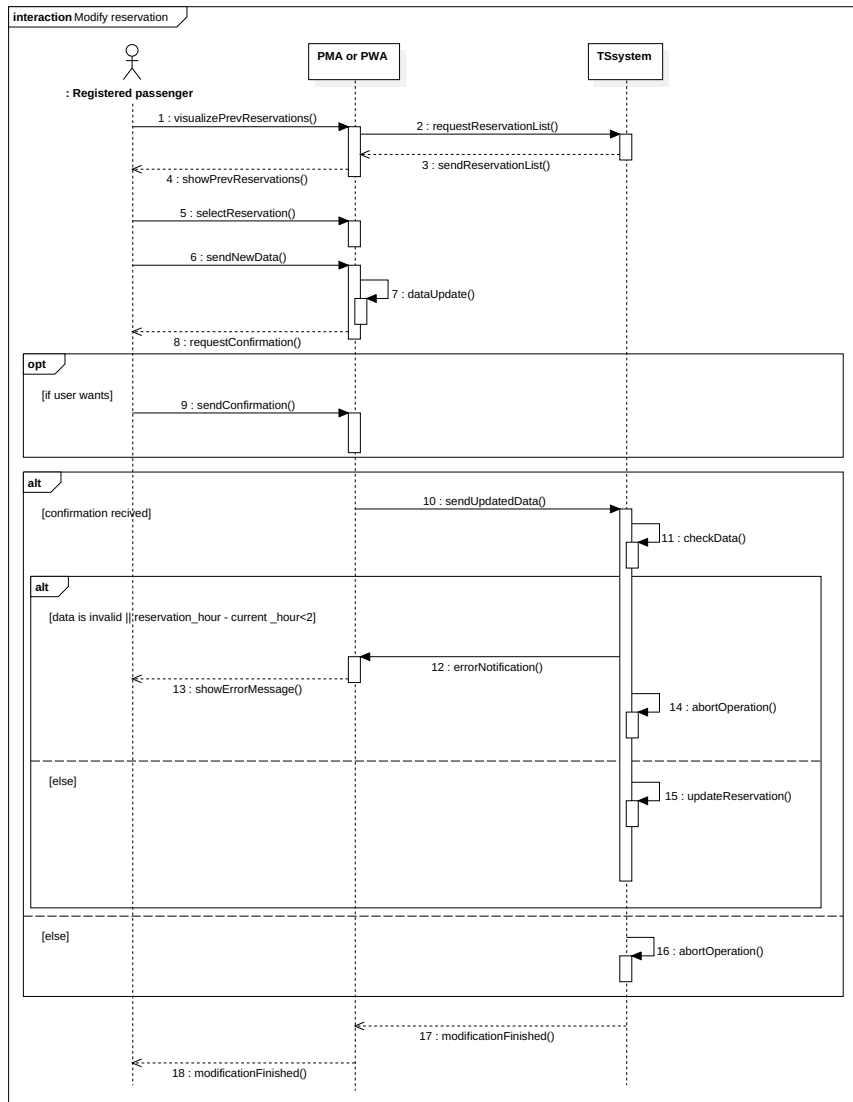 interaction Modify reservation
PMA or PWA
TSsystem
: Registered passenger
1 : visualizePrevReservations()
2 : requestReservationList()
3 : sendReservationList()
4 : showPrevReservations()
5 : selectReservation()
6 : sendNewData()
7 : dataUpdate()
8 : requestConfirmation()
opt
[if user wants]
9 : sendConfirmation()
alt
10 : sendUpdatedData()
[confirmation recived]
11 : checkData()
alt
[data is invalid || reservation_hour - current _hour<2]
12 : errorNotification()
13 : showErrorMessage()
14 : abortOperation()
[else]
15 : updateReservation()
[else]
16 : abortOperation()
17 : modificationFinished()
18 : modificationFinished()